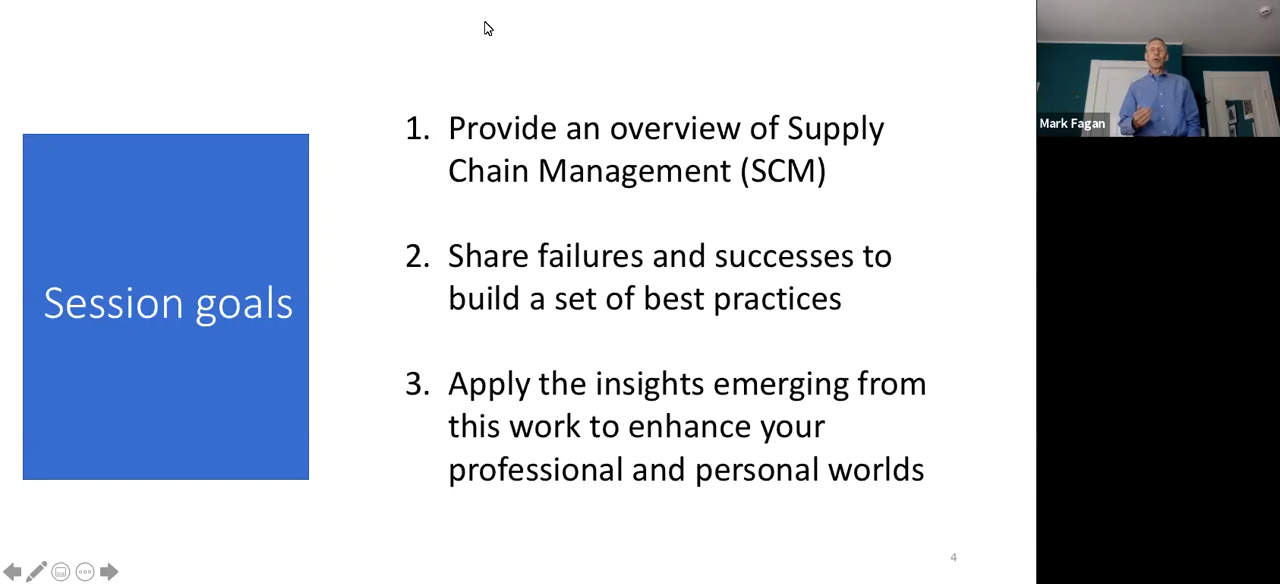 Session goals
1. Provide an overview of Supply
Chain Management (SCM)
2. Share failures and successes to
build a set of best practices
3. Apply the insights emerging from
this work to enhance your
professional and personal worlds
4
Mark Fagan